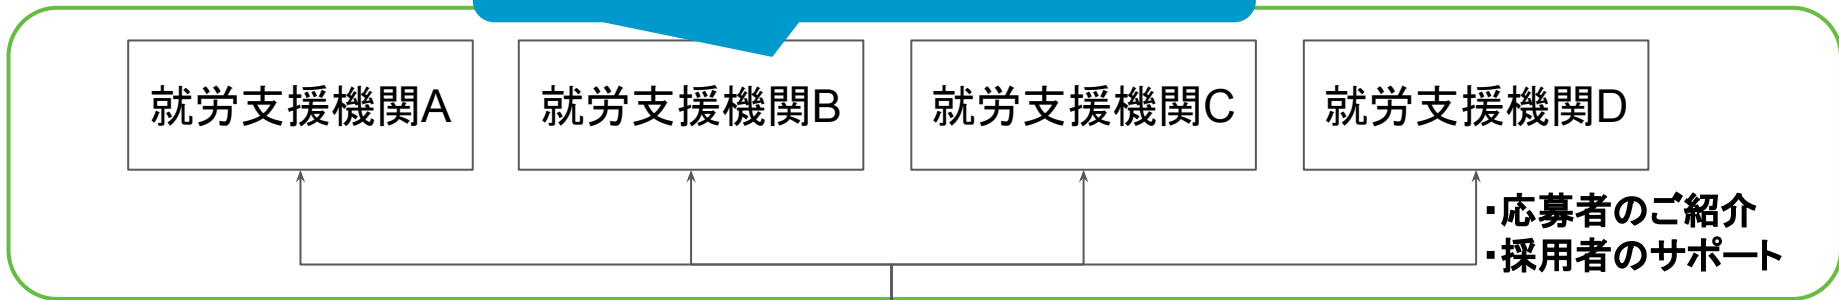 就労支援機関A
就労支援機関B
就労支援機関C
就労支援機関D
・応募者のご紹介
・採用者のサポート